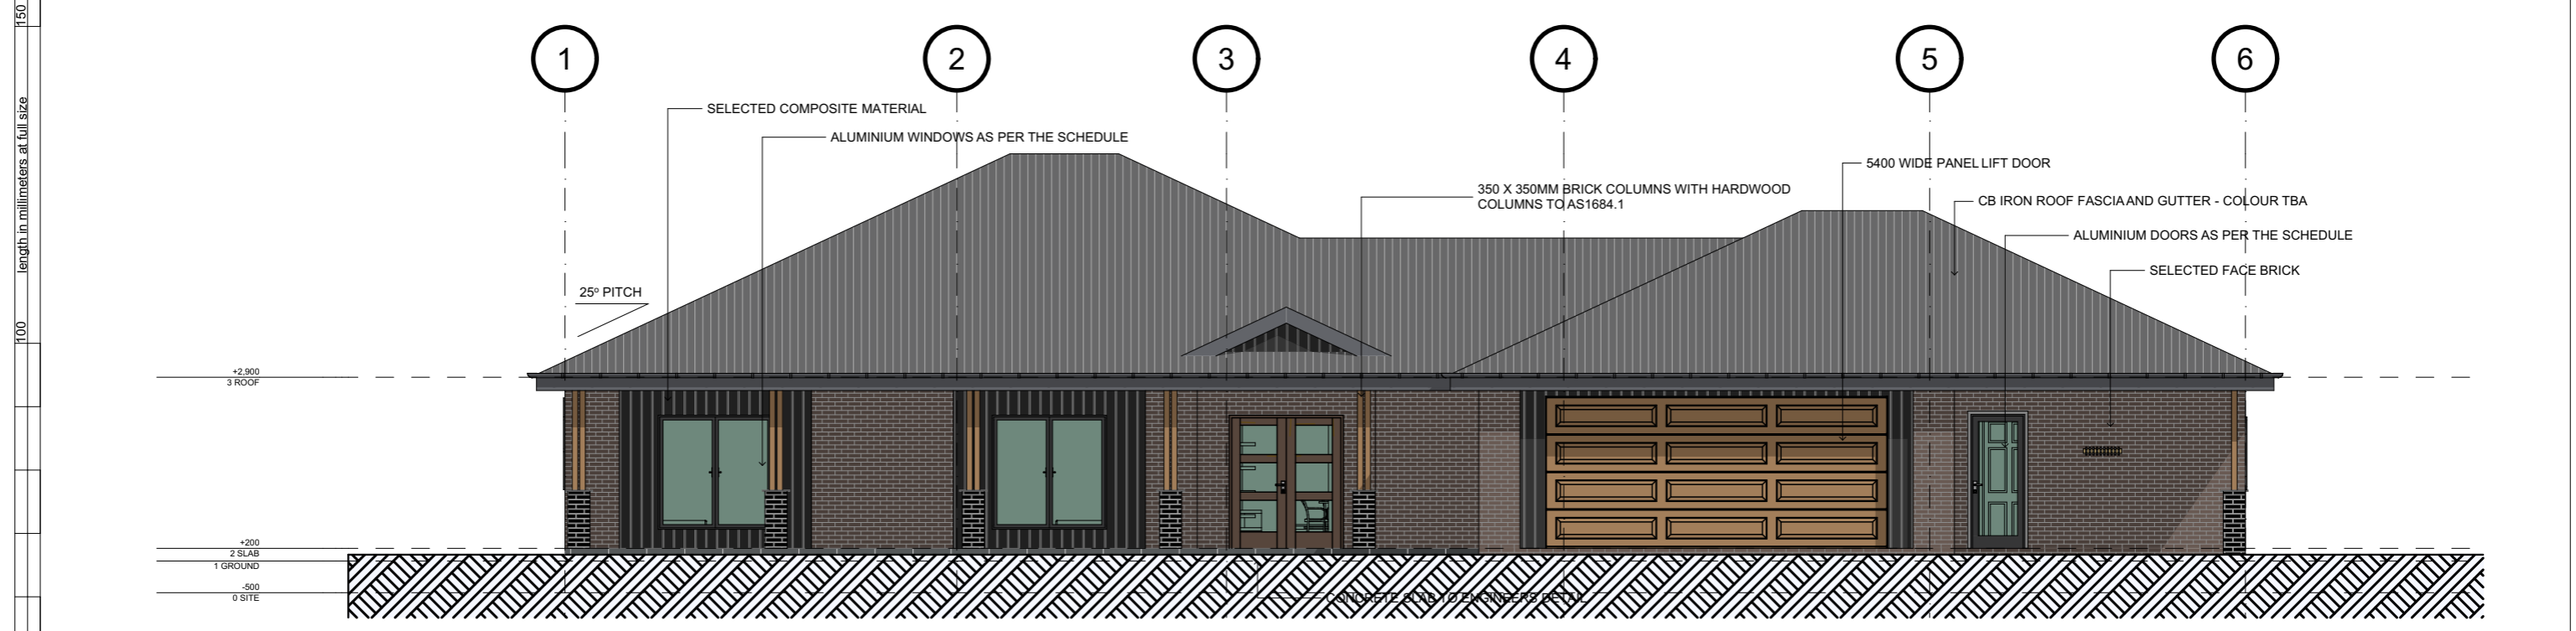 150
length in millimeters at full size
100
1
2
3
4
5
6
SELECTED COMPOSITE MATERIAL
ALUMINIUM WINDOWS AS PER THE SCHEDULE
5400 WIDE PANEL LIFT DOOR
350 X 350MM BRICK COLUMNS WITH HARDWOOD
COLUMNS TO AS1684.1
CB IRON ROOF FASCIA AND GUTTER - COLOUR TBA
ALUMINIUM DOORS AS PER THE SCHEDULE
SELECTED FACE BRICK
25º PITCH
+2,900
3 ROOF
+200
2 SLAB
1 GROUND
-500
0 SITE
CONCRETE SLAB TO ENGINEERS DETAIL